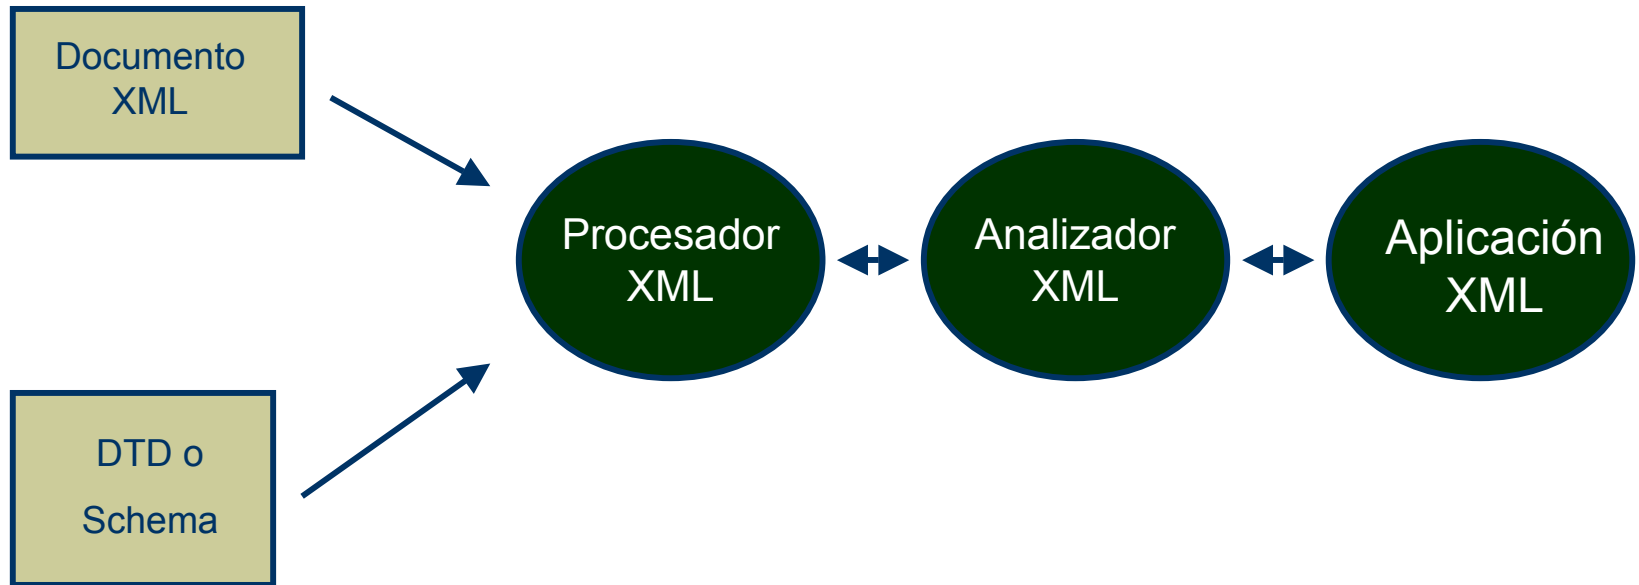 Documento
XML
Procesador
XML
Analizador
XML
Aplicación
XML
DTD o
Schema